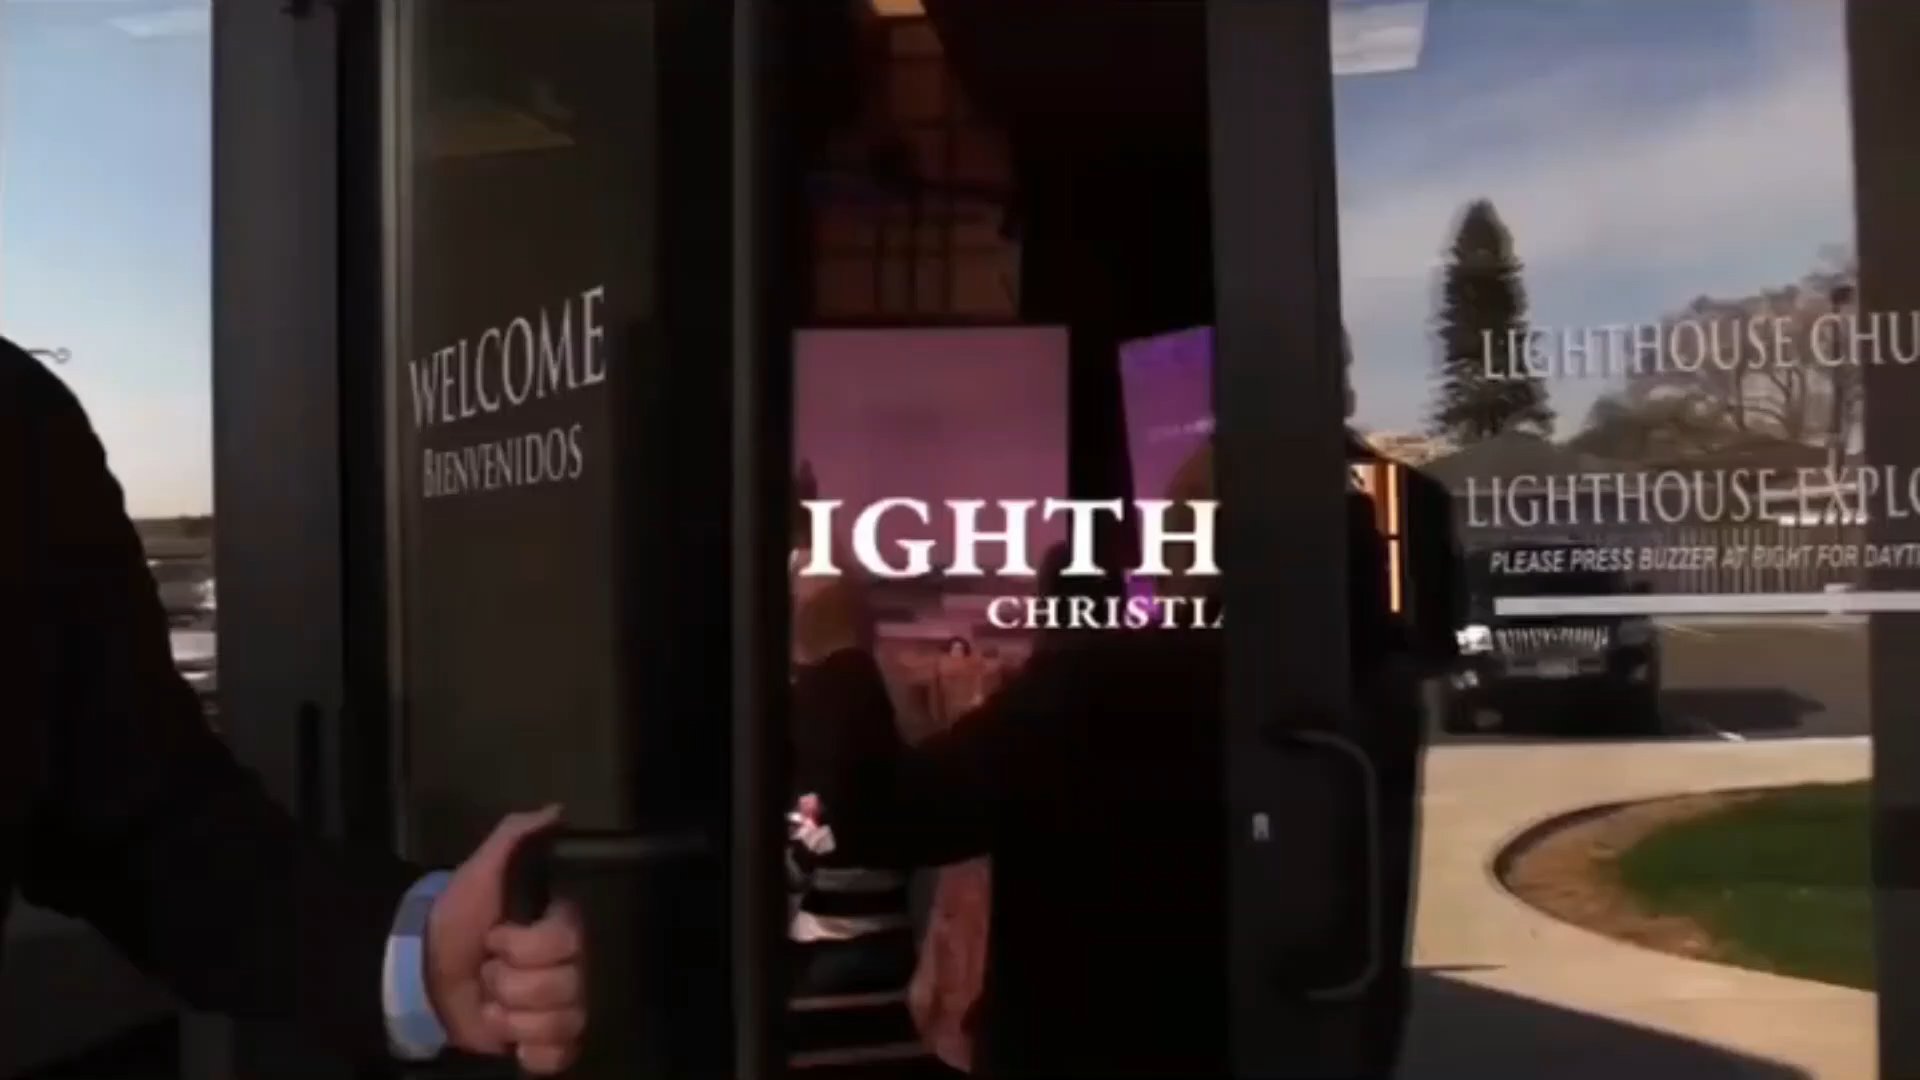 WELCOME
BIENVENIDOS
IGHTH
CHRISTIA
LIGHTHOUSE CHU
LIGHTHOUSE EXPLO
PLEASE PRESS BUZZER AT RIGHT FOR DAYTI